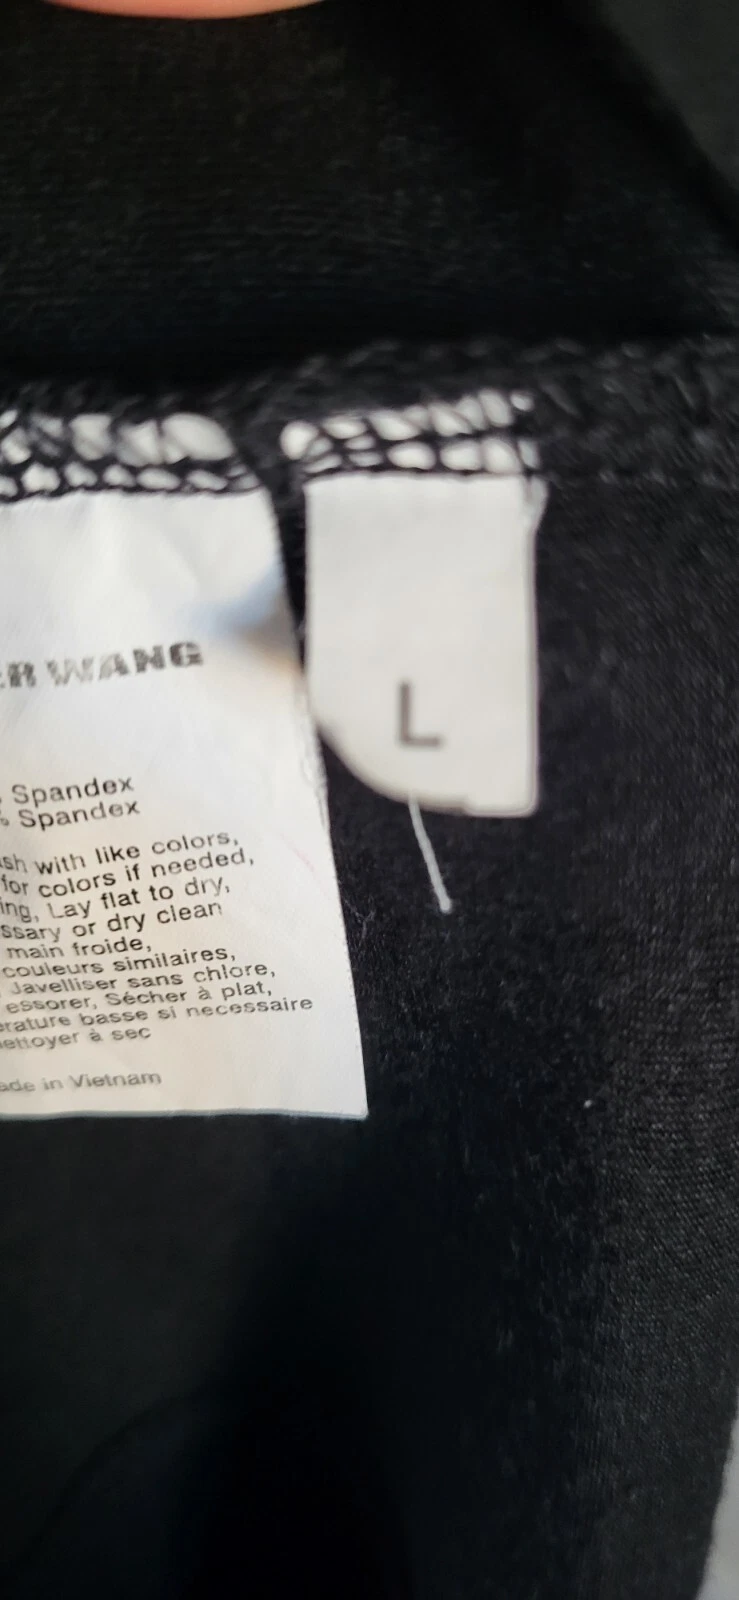 ER WANG
L
Spandex
% Spandex
sh with like colors,
for colors if needed,
ing, Lay flat to dry,
ssary or dry clean
main froide,
couleurs similaires,
Javelliser sans chlore,
essorer, Sécher à plat,
rature basse si necessaire
ettoyer à sec
ade in Vietnam